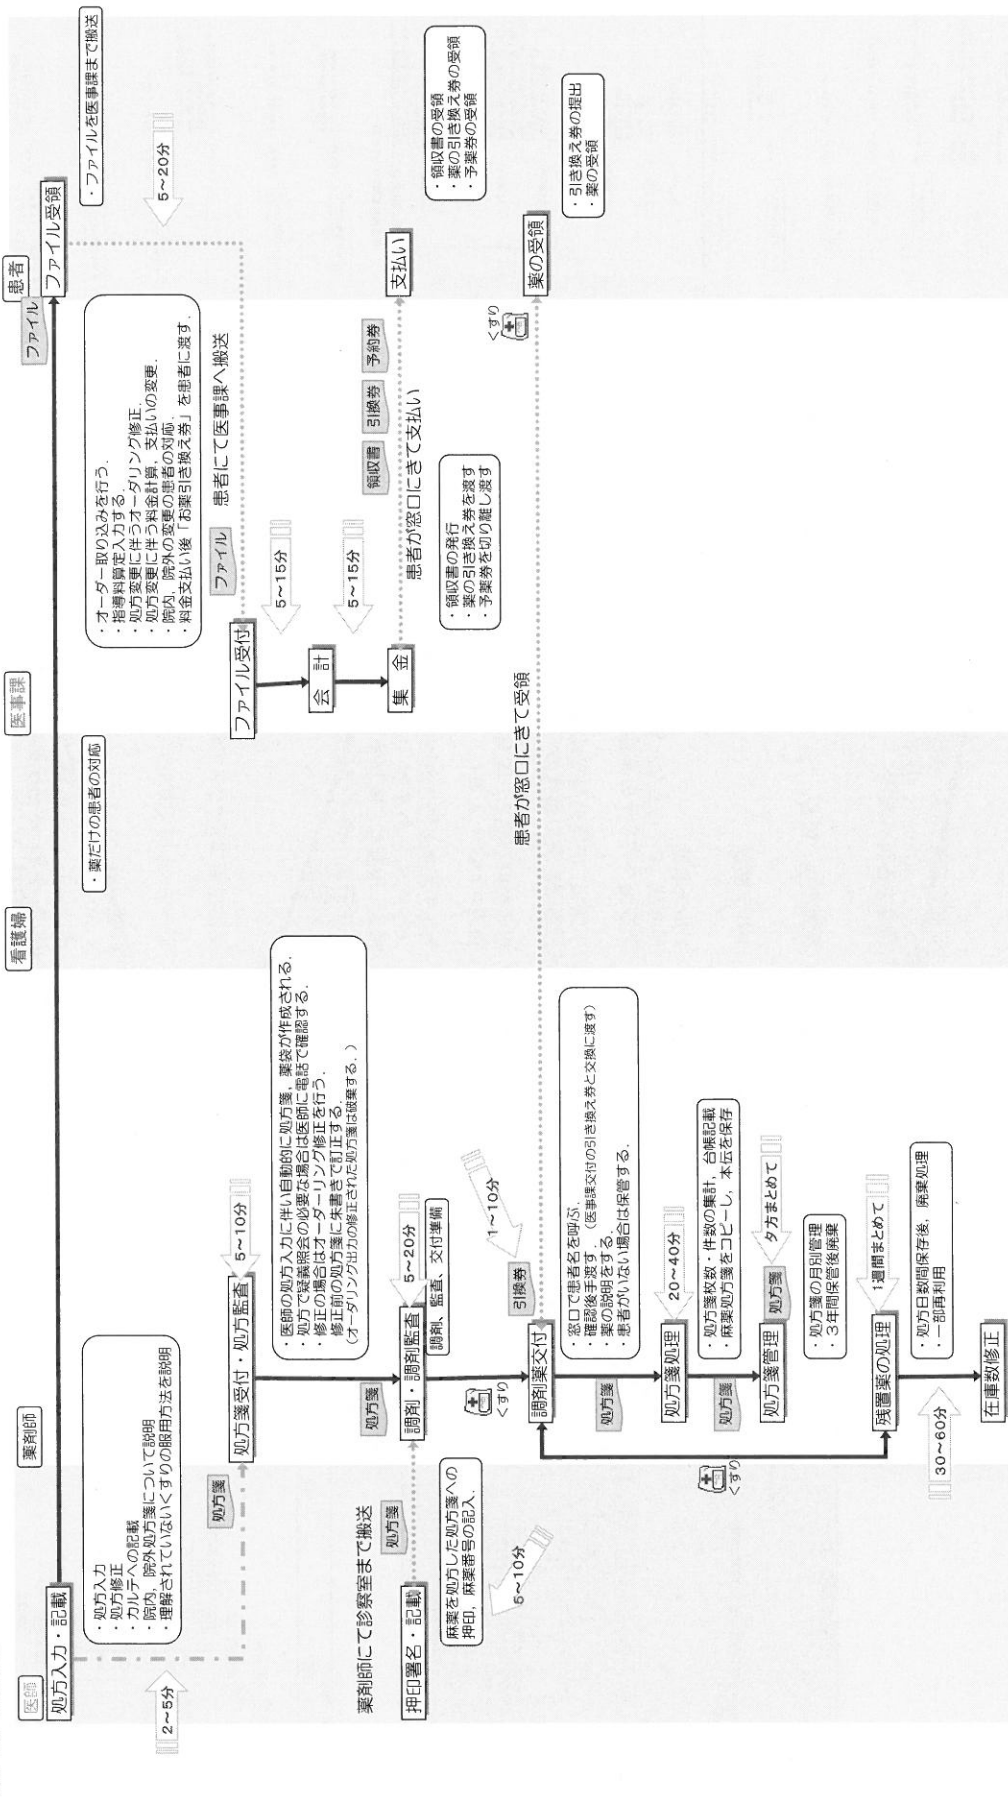 医師
薬剤師
看護婦
医事課
患者
処方入力・記載
ファイル
ファイル受領
・処方入力
・処方修正
・カルテへの記載
・院内，院外処方箋について説明
・理解されていないくすりの服用方法を説明
・薬だけの患者の対応
・オーダー取り込みを行う．
・指導料算定入力する．
・処方変更に伴うオーダリング修正．
・処方変更に伴う料金計算，支払いの変更．
・院内，院外の変更の患者の対応．
・料金支払い後「お薬引き換え券」を患者に渡す．
・ファイルを医事課まで搬送
2〜5分
5〜20分
処方箋
処方箋受付・処方監査
5〜10分
ファイル受付
ファイル
患者にて医事課へ搬送
・医師の処方入力に伴い自動的に処方箋，薬袋が作成される．
・処方で疑義照会の必要な場合は医師に電話で確認する．
・修正の場合はオーダーリング修正を行う．
修正前の処方箋に朱書きで訂正する．
（オーダリング出力の修正された処方箋は破棄する．）
5〜15分
会 計
5〜15分
薬剤師にて診察室まで搬送
処方箋
処方箋
押印署名・記載
調剤・調剤監査
5〜20分
調剤、監査、交付準備
集 金
領収書
引換券
予約券
患者が窓口にきて支払い
支払い
・領収書の受領
・薬の引き換え券の受領
・予薬券の受領
麻薬を処方した処方箋への
押印，麻薬番号の記入．
5〜10分
くすり
1〜10分
・領収書の発行
・薬の引き換え券を渡す
・予薬券を切り離し渡す
引換券
調剤薬交付
患者が窓口にきて受領
くすり
薬の受領
・引き換え券の提出
・薬の受領
・窓口で患者名を呼ぶ．
・確認後手渡す．（医事課交付の引き換え券と交換に渡す）
・薬の説明をする．
・患者がいない場合は保管する．
処方箋
処方箋処理
20〜40分
・処方箋枚数・件数の集計，台帳記載
・麻薬処方箋をコピーし，本伝を保存
処方箋
処方箋管理
処方箋
夕方まとめて
・処方箋の月別管理
・３年間保管後廃棄
くすり
残置薬の処理
1週間まとめて
・処方日数間保存後，廃棄処理
・一部再利用
30〜60分
在庫数修正